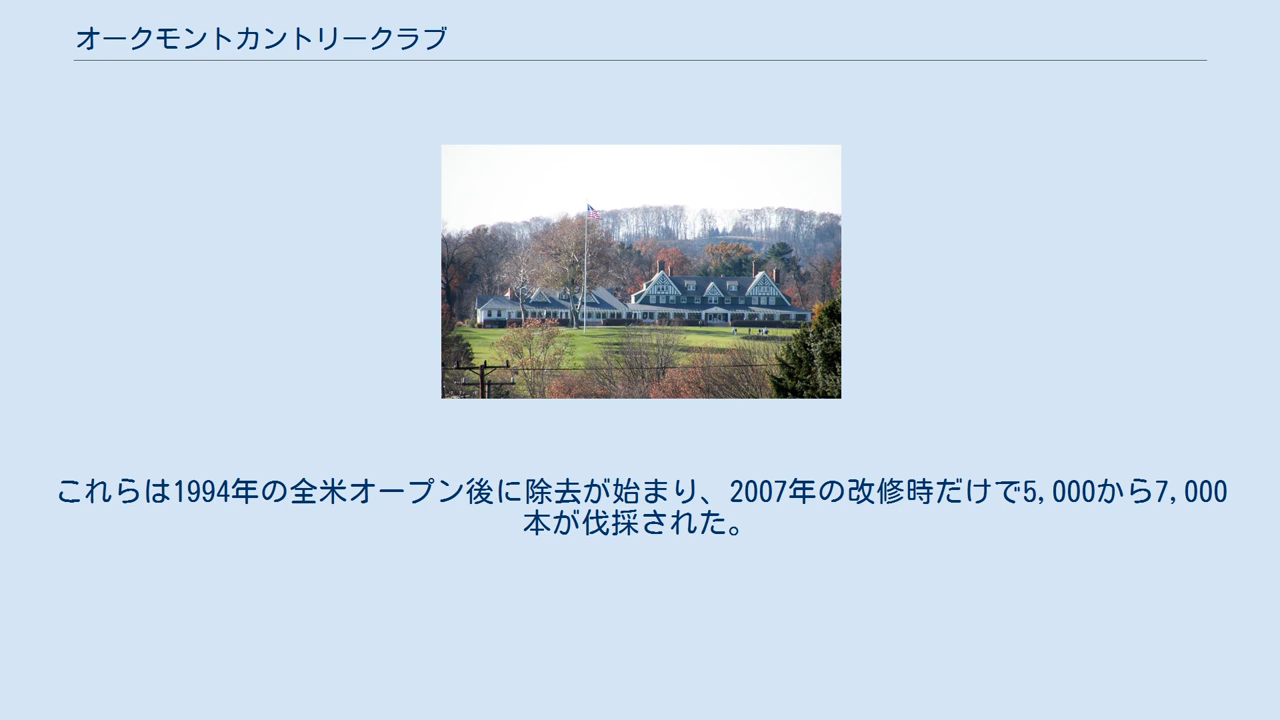 オークモントカントリークラブ
これらは1994年の全米オープン後に除去が始まり、2007年の改修時だけで5,000から7,000
本が伐採された。